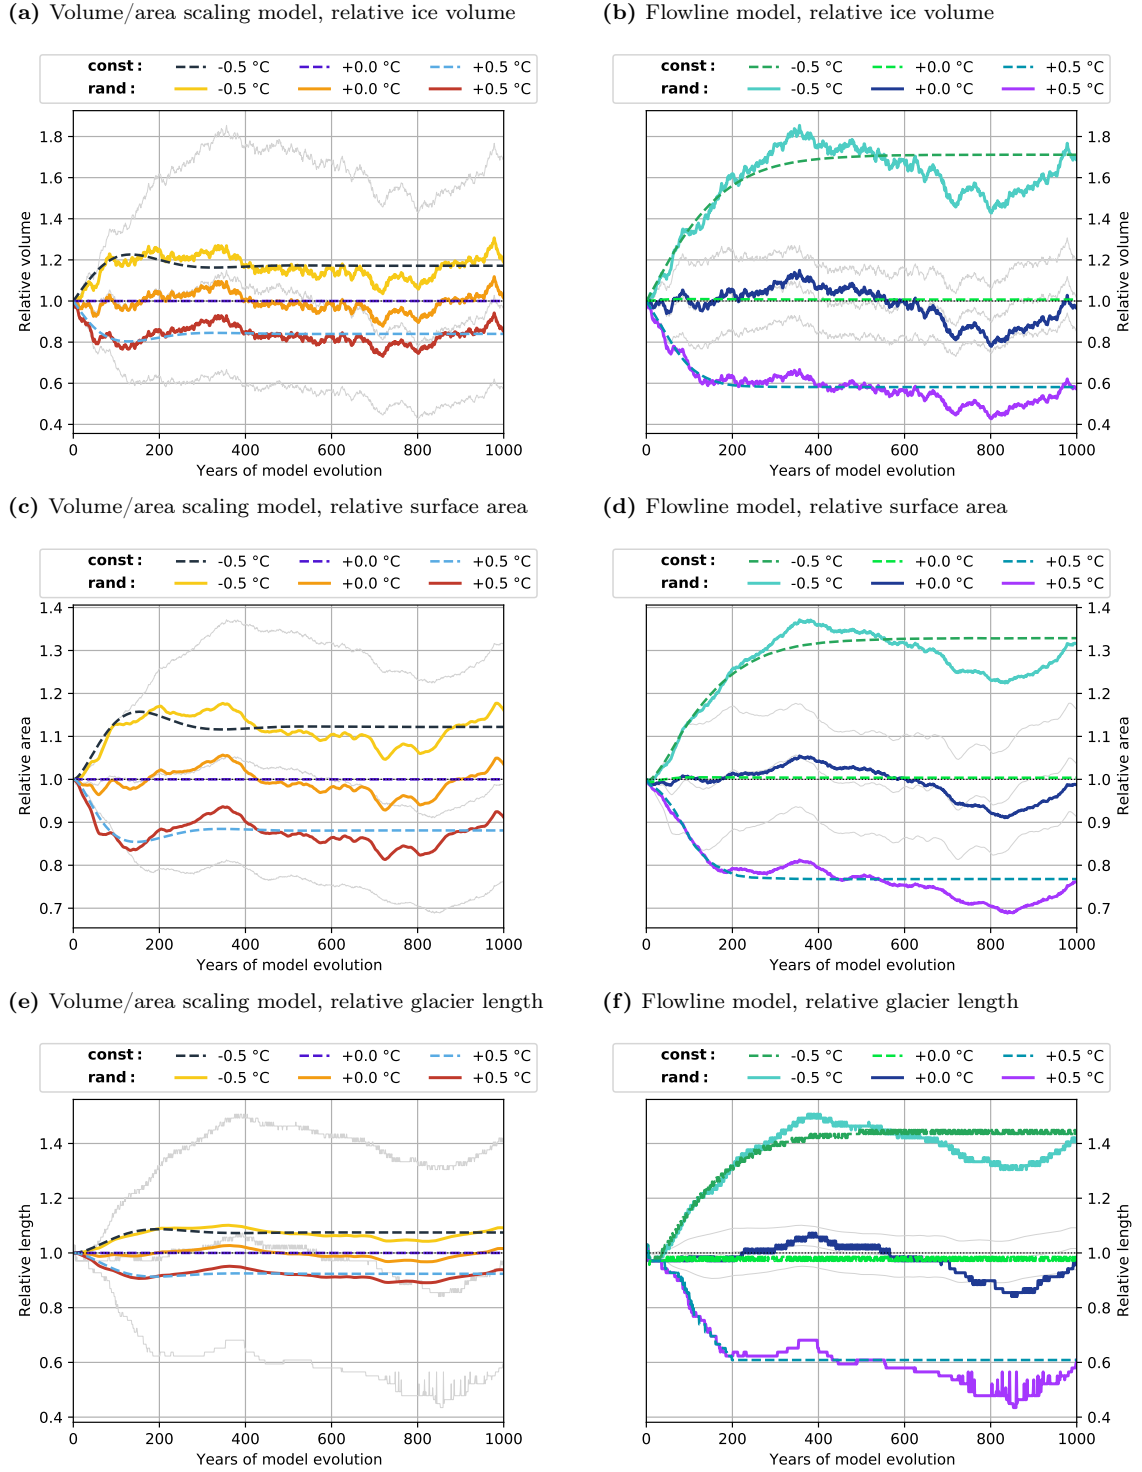 (a) Volume/area scaling model, relative ice volume
const: -0.5 °C +0.0 °C +0.5 °C
rand: -0.5 °C +0.0 °C +0.5 °C
Relative volume
1.8
1.6
1.4
1.2
1.0
0.8
0.6
0.4
0 200 400 600 800 1000
Years of model evolution
(b) Flowline model, relative ice volume
const: -0.5 °C +0.0 °C +0.5 °C
rand: -0.5 °C +0.0 °C +0.5 °C
1.8
1.6
1.4
1.2
1.0
0.8
0.6
0.4
Relative volume
0 200 400 600 800 1000
Years of model evolution
(c) Volume/area scaling model, relative surface area
const: -0.5 °C +0.0 °C +0.5 °C
rand: -0.5 °C +0.0 °C +0.5 °C
Relative area
1.4
1.3
1.2
1.1
1.0
0.9
0.8
0.7
0 200 400 600 800 1000
Years of model evolution
(d) Flowline model, relative surface area
const: -0.5 °C +0.0 °C +0.5 °C
rand: -0.5 °C +0.0 °C +0.5 °C
1.4
1.3
1.2
1.1
1.0
0.9
0.8
0.7
Relative area
0 200 400 600 800 1000
Years of model evolution
(e) Volume/area scaling model, relative glacier length
const: -0.5 °C +0.0 °C +0.5 °C
rand: -0.5 °C +0.0 °C +0.5 °C
Relative length
1.4
1.2
1.0
0.8
0.6
0.4
0 200 400 600 800 1000
Years of model evolution
(f) Flowline model, relative glacier length
const: -0.5 °C +0.0 °C +0.5 °C
rand: -0.5 °C +0.0 °C +0.5 °C
1.4
1.2
1.0
0.8
0.6
0.4
Relative length
0 200 400 600 800 1000
Years of model evolution